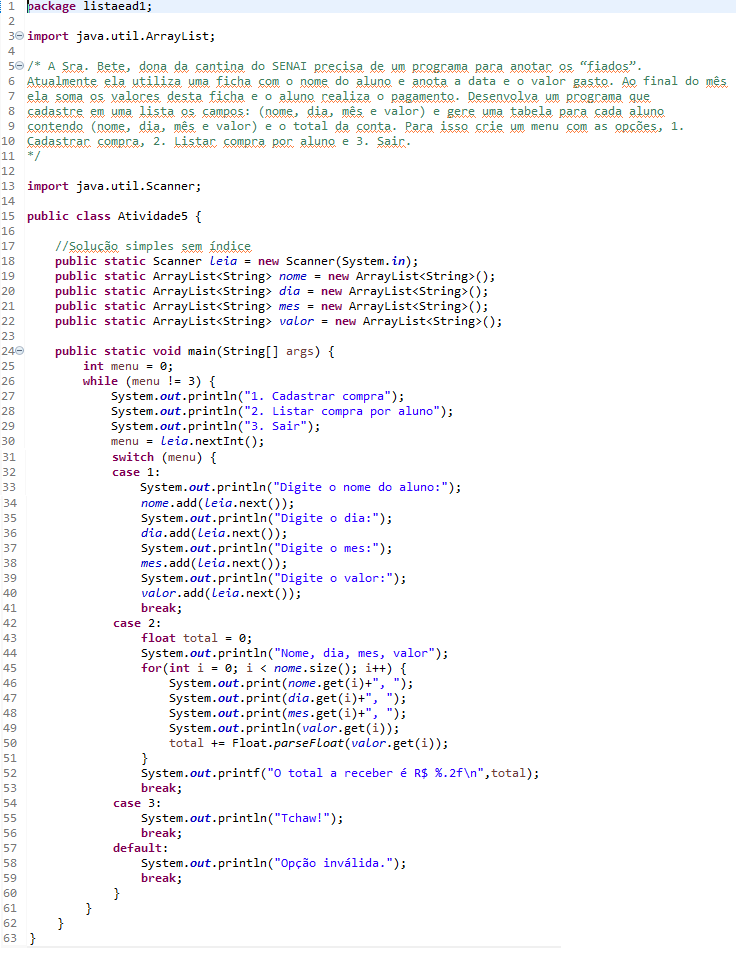 1 package listaead1;
2
3 import java.util.ArrayList;
4
5 /* A Sra. Bete, dona da cantina do SENAI precisa de um programa para anotar os “fiados”.
6 Atualmente ela utiliza uma ficha com o nome do aluno e anota a data e o valor gasto. Ao final do mês
7 ela soma os valores desta ficha e o aluno realiza o pagamento. Desenvolva um programa que
8 cadastre em uma lista os campos: (nome, dia, mês e valor) e gere uma tabela para cada aluno
9 contendo (nome, dia, mês e valor) e o total da conta. Para isso crie um menu com as opções, 1.
10 Cadastrar compra, 2. Listar compra por aluno e 3. Sair.
11 */
12
13 import java.util.Scanner;
14
15 public class Atividade5 {
16
17 //Solução simples sem índice
18 public static Scanner leia = new Scanner(System.in);
19 public static ArrayList<String> nome = new ArrayList<String>();
20 public static ArrayList<String> dia = new ArrayList<String>();
21 public static ArrayList<String> mes = new ArrayList<String>();
22 public static ArrayList<String> valor = new ArrayList<String>();
23
24 public static void main(String[] args) {
25 int menu = 0;
26 while (menu != 3) {
27 System.out.println("1. Cadastrar compra");
28 System.out.println("2. Listar compra por aluno");
29 System.out.println("3. Sair");
30 menu = leia.nextInt();
31 switch (menu) {
32 case 1:
33 System.out.println("Digite o nome do aluno:");
34 nome.add(leia.next());
35 System.out.println("Digite o dia:");
36 dia.add(leia.next());
37 System.out.println("Digite o mes:");
38 mes.add(leia.next());
39 System.out.println("Digite o valor:");
40 valor.add(leia.next());
41 break;
42 case 2:
43 float total = 0;
44 System.out.println("Nome, dia, mes, valor");
45 for(int i = 0; i < nome.size(); i++) {
46 System.out.print(nome.get(i)+", ");
47 System.out.print(dia.get(i)+", ");
48 System.out.print(mes.get(i)+", ");
49 System.out.println(valor.get(i));
50 total += Float.parseFloat(valor.get(i));
51 }
52 System.out.printf("O total a receber é R$ %.2f\n",total);
53 break;
54 case 3:
55 System.out.println("Tchaw!");
56 break;
57 default:
58 System.out.println("Opção inválida.");
59 break;
60 }
61 }
62 }
63 }